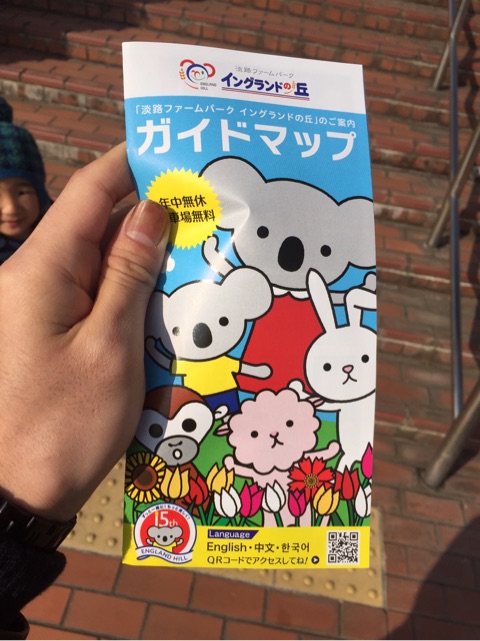 ENGLAND HILL
淡路ファームパーク
イングランドの丘
「淡路ファームパーク イングランドの丘」のご案内
ガイドマップ
年中無休
車場無料
15th
ENGLAND HILL
Language
English・中文・한국어
QRコードでアクセスしてね!